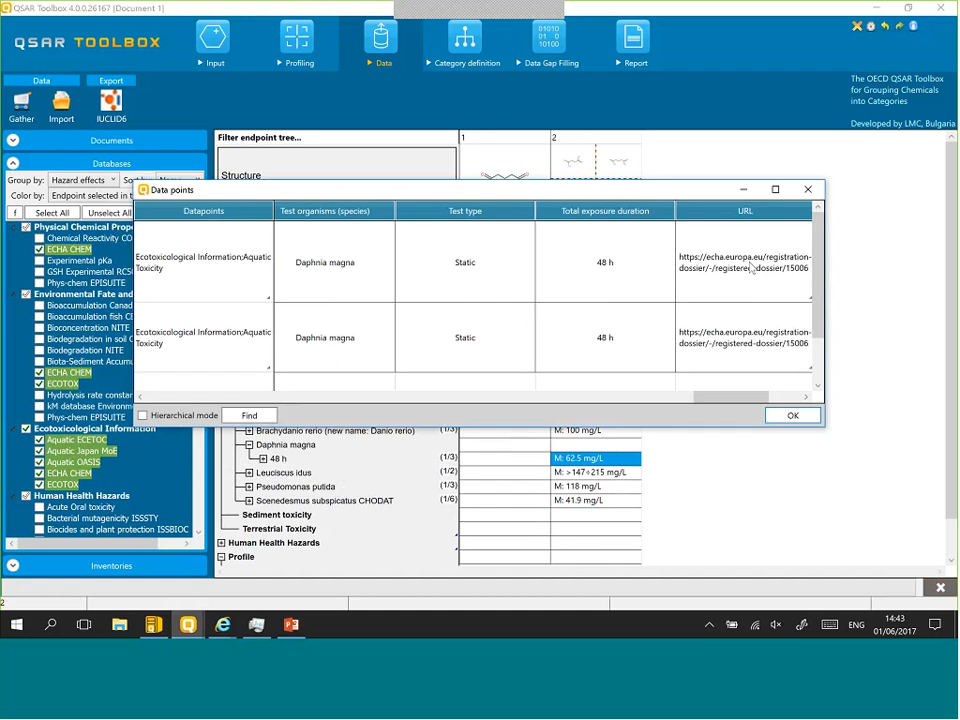 QSAR Toolbox 4.0.0.26167 [Document 1]
QSAR TOOLBOX
Input
Profiling
Data
Category definition
01010
01 0
10100
Data Gap Filling
Report
Data
Export
Gather
Import
IUCLID6
The OECD QSAR Toolbox
for Grouping Chemicals
into Categories
Developed by LMC, Bulgaria
Documents
Databases
Group by: Hazard effects
Color by: Endpoint selected in t
f Select All Unselect All
Physical Chemical Prope
Chemical Reactivity CO
ECHA CHEM
Experimental pKa
GSH Experimental RC50
Phys-chem EPISUITE
Environmental Fate and
Bioaccumulation Canad
Bioaccumulation fish CE
Bioconcentration NITE
Biodegradation in soil O
Biodegradation NITE
Biota-Sediment Accumu
ECHA CHEM
ECOTOX
Hydrolysis rate constan
kM database Environme
Phys-chem EPISUITE
Ecotoxicological Information
Aquatic ECETOC
Aquatic Japan MoE
Aquatic OASIS
ECHA CHEM
ECOTOX
Human Health Hazards
Acute Oral toxicity
Bacterial mutagenicity ISSSTY
Biocides and plant protection ISSBIOC
Inventories
Filter endpoint tree...
1
2
Structure
Data points
Datapoints
Test organisms (species)
Test type
Total exposure duration
URL
Ecotoxicological Information;Aquatic
Toxicity
Daphnia magna
Static
48 h
https://echa.europa.eu/registration-
dossier/-/registered-dossier/15006
Ecotoxicological Information;Aquatic
Toxicity
Daphnia magna
Static
48 h
https://echa.europa.eu/registration-
dossier/-/registered-dossier/15006
Hierarchical mode
Find
OK
Brachydanio rerio (new name: Danio rerio) (1/3) M: 100 mg/L
Daphnia magna
48 h (1/3) M: 62.5 mg/L
Leuciscus idus (1/2) M: >147÷215 mg/L
Pseudomonas putida (1/3) M: 118 mg/L
Scenedesmus subspicatus CHODAT (1/6) M: 41.9 mg/L
Sediment toxicity
Terrestrial Toxicity
Human Health Hazards
Profile
2
ENG
14:43
01/06/2017